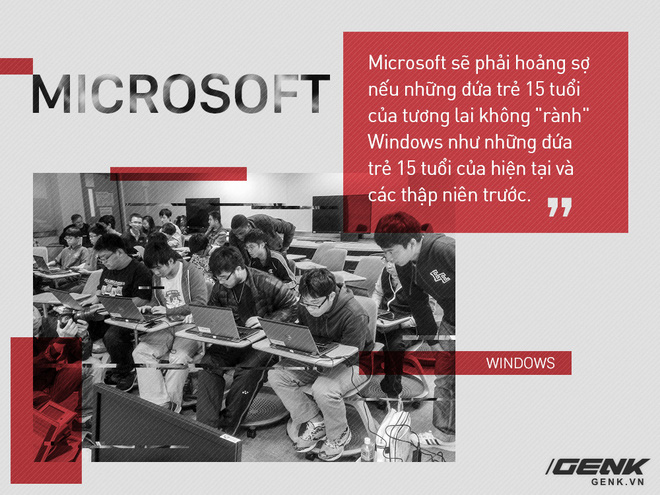 MICROSOFT
Microsoft sẽ phải hoảng sợ
nếu những đứa trẻ 15 tuổi
của tương lai không "rành"
Windows như những đứa
trẻ 15 tuổi của hiện tại và
các thập niên trước.
”
WINDOWS
/GENK
GENK.VN